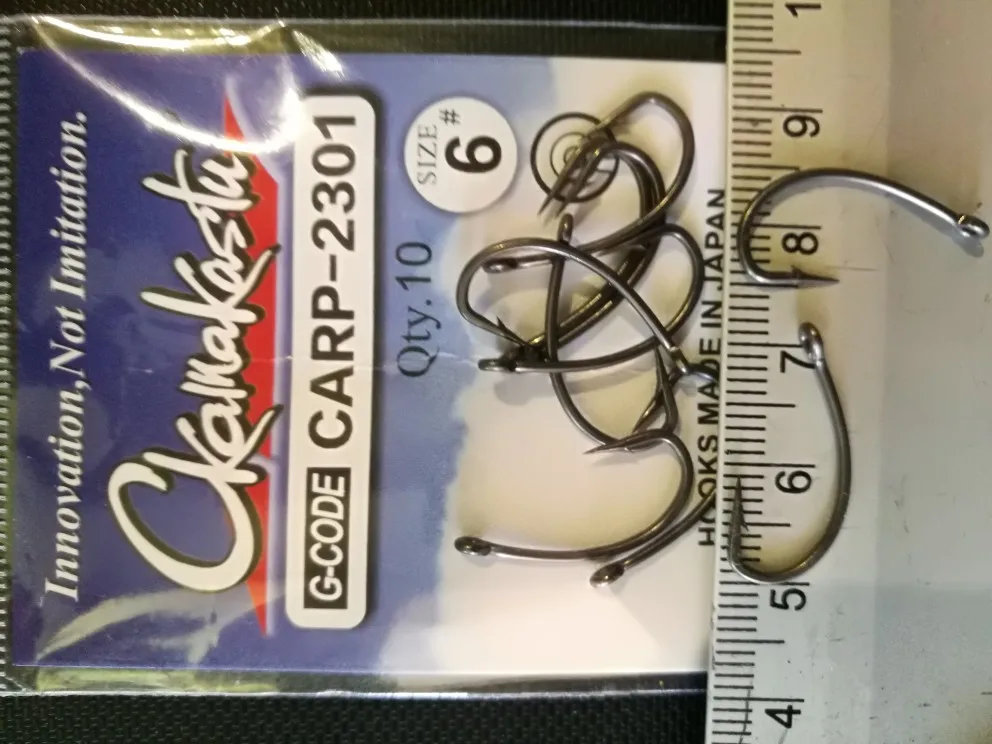 Innovation,Not Imitation.
Ckamakastu
G-CODE CARP-2301
SIZE #
6
Qty.10
HOOKS MADE IN JAPAN
4 5 6 7 8 9 1